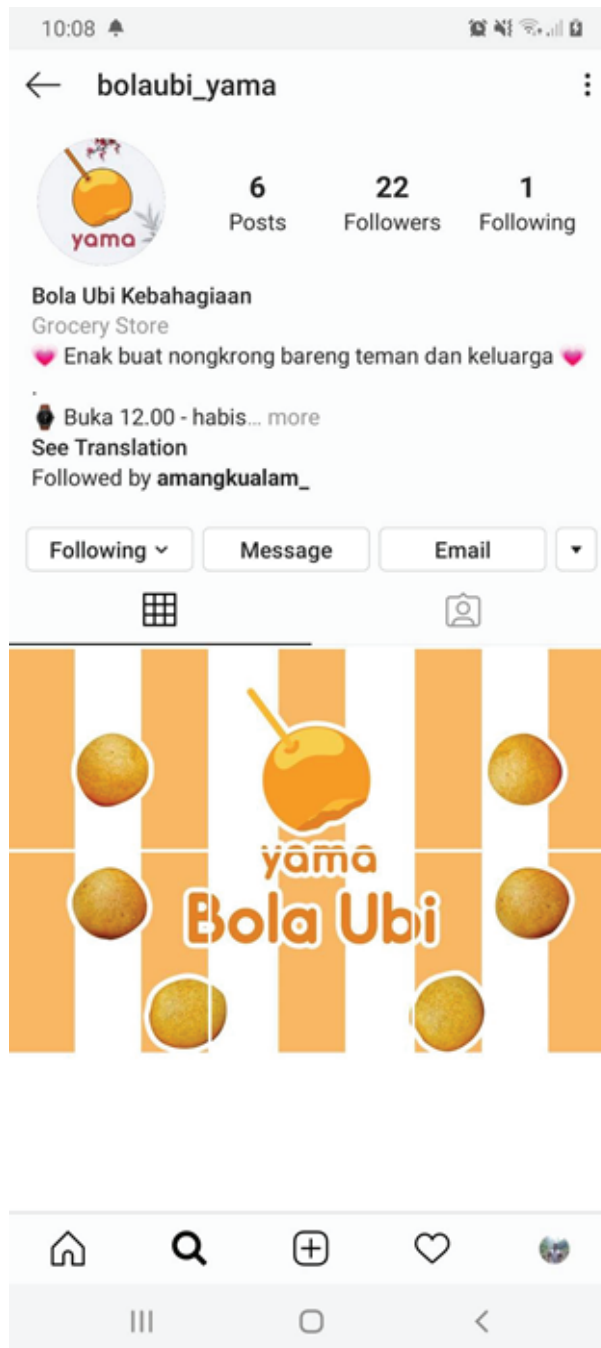 10:08
bolaubi_yama
yama
6
Posts
22
Followers
1
Following
Bola Ubi Kebahagiaan
Grocery Store
💗 Enak buat nongkrong bareng teman dan keluarga 💗
.
⌚ Buka 12.00 - habis... more
See Translation
Followed by amangkualam_
Following
Message
Email
yama
Bola Ubi